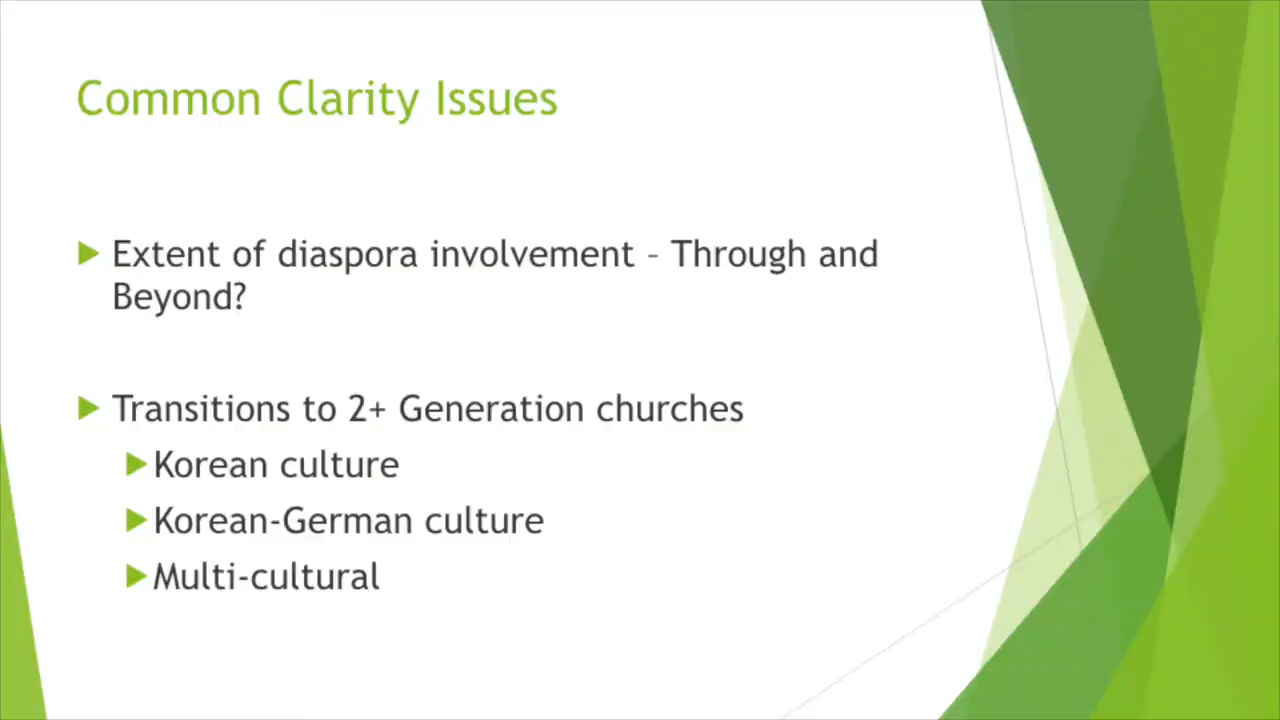 Common Clarity Issues
Extent of diaspora involvement – Through and
Beyond?
Transitions to 2+ Generation churches
Korean culture
Korean-German culture
Multi-cultural